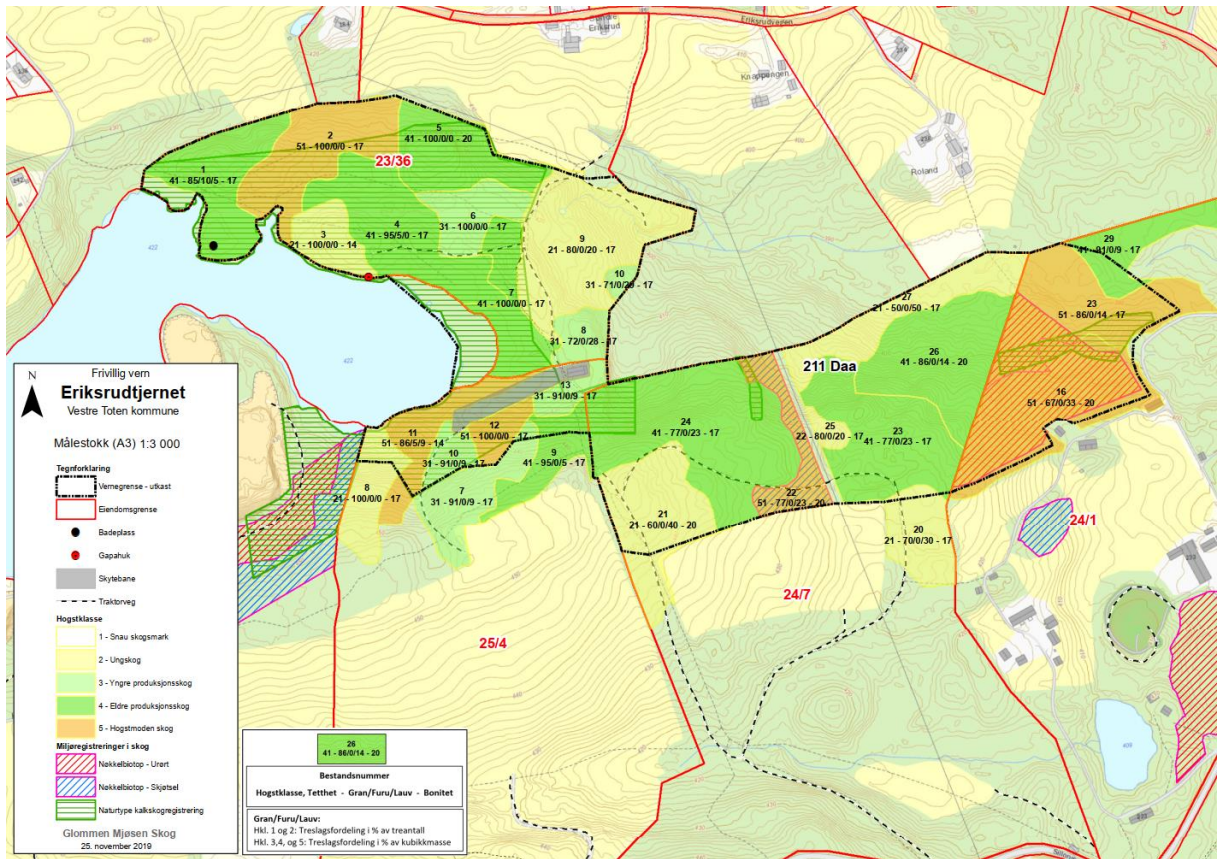 Eriksrudvegen
Eriksrud
Knappengen
Roland
2
51 - 100/0/0 - 17
5
41 - 100/0/0 - 20
23/36
1
41 - 85/10/5 - 17
6
31 - 100/0/0 - 17
4
41 - 95/5/0 - 17
3
21 - 100/0/0 - 14
9
21 - 80/0/20 - 17
10
31 - 71/0/29 - 17
7
41 - 100/0/0 - 17
8
31 - 72/0/28 - 17
29
41 - 91/0/9 - 17
27
21 - 50/0/50 - 17
23
51 - 86/0/14 - 17
26
41 - 86/0/14 - 20
211 Daa
16
51 - 67/0/33 - 20
13
31 - 91/0/9 - 17
24
41 - 77/0/23 - 17
25
22 - 80/0/20 - 17
23
41 - 77/0/23 - 17
11
51 - 86/5/9 - 14
12
51 - 100/0/0 - 17
10
31 - 91/0/9 - 17
9
41 - 95/0/5 - 17
8
21 - 100/0/0 - 17
7
31 - 91/0/9 - 17
22
51 - 77/0/23 - 20
21
21 - 60/0/40 - 20
20
21 - 70/0/30 - 17
24/1
24/7
25/4
422
422
409
N
Frivillig vern
Eriksrudtjernet
Vestre Toten kommune
Målestokk (A3) 1:3 000
Tegnforklaring
Vernegrense - utkast
Eiendomsgrense
Badeplass
Gapahuk
Skytebane
Traktorveg
Hogstklasse
1 - Snau skogsmark
2 - Ungskog
3 - Yngre produksjonsskog
4 - Eldre produksjonsskog
5 - Hogstmoden skog
Miljøregistreringer i skog
Nøkkelbiotop - Urørt
Nøkkelbiotop - Skjøtsel
Naturtype kalkskogregistrering
Glommen Mjøsen Skog
25. november 2019
26
41 - 86/0/14 - 20
Bestandsnummer
Hogstklasse, Tetthet - Gran/Furu/Lauv - Bonitet
Gran/Furu/Lauv:
Hkl. 1 og 2: Treslagsfordeling i % av treantall
Hkl. 3,4, og 5: Treslagsfordeling i % av kubikkmasse